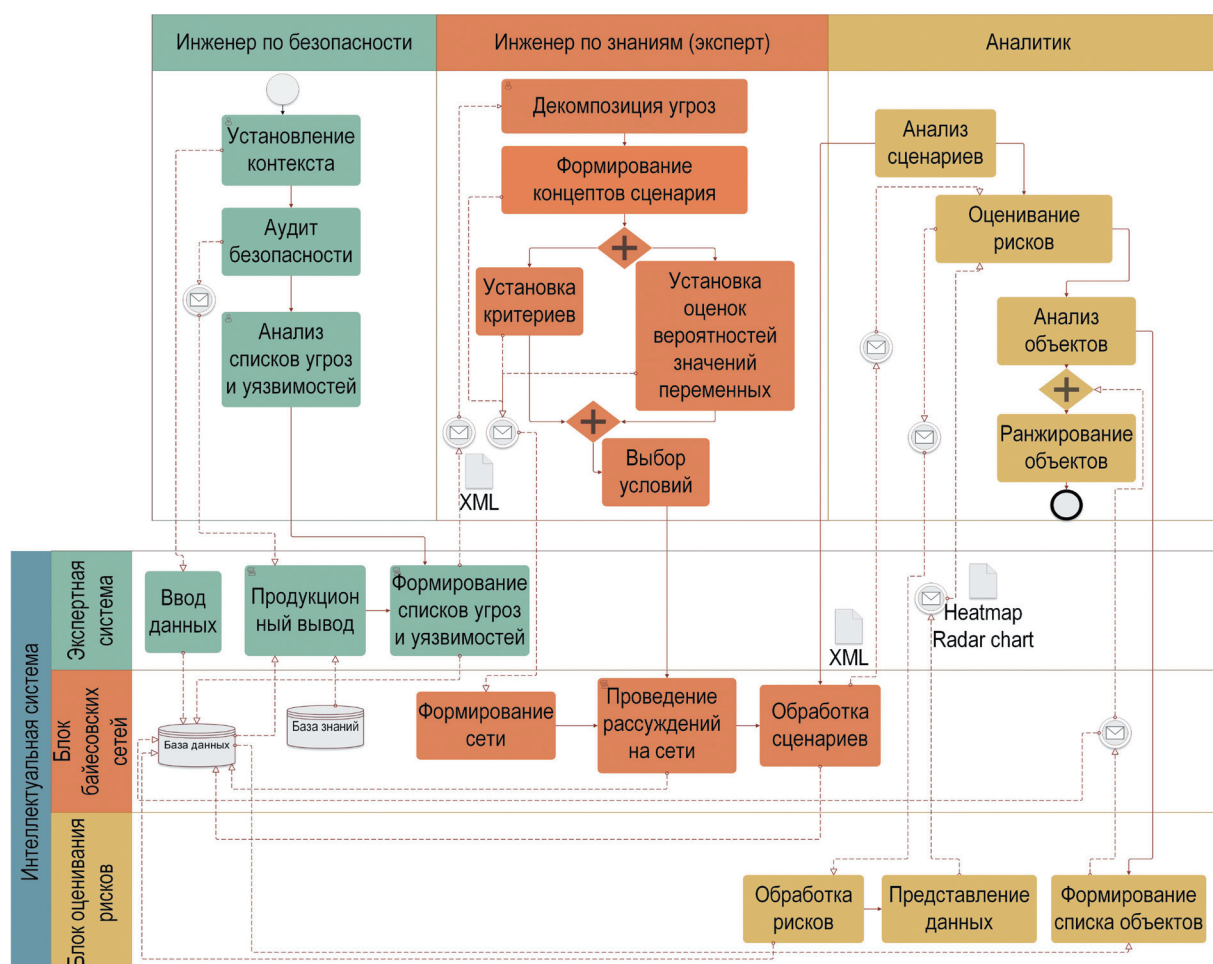 Инженер по безопасности
Инженер по знаниям (эксперт)
Аналитик
Установление
контекста
Аудит
безопасности
Анализ
списков угроз
и уязвимостей
Декомпозиция угроз
Формирование
концептов сценария
Установка
критериев
Установка
оценок
вероятностей
значений
переменных
Выбор
условий
XML
Анализ
сценариев
Оценивание
рисков
Анализ
объектов
Ранжирование
объектов
Интеллектуальная система
Экспертная
система
Ввод
данных
Продукцион
ный вывод
Формирование
списков угроз
и уязвимостей
XML
Heatmap
Radar chart
Блок
байесовских
сетей
База данных
База знаний
Формирование
сети
Проведение
рассуждений
на сети
Обработка
сценариев
Блок оценивания
рисков
Обработка
рисков
Представление
данных
Формирование
списка объектов